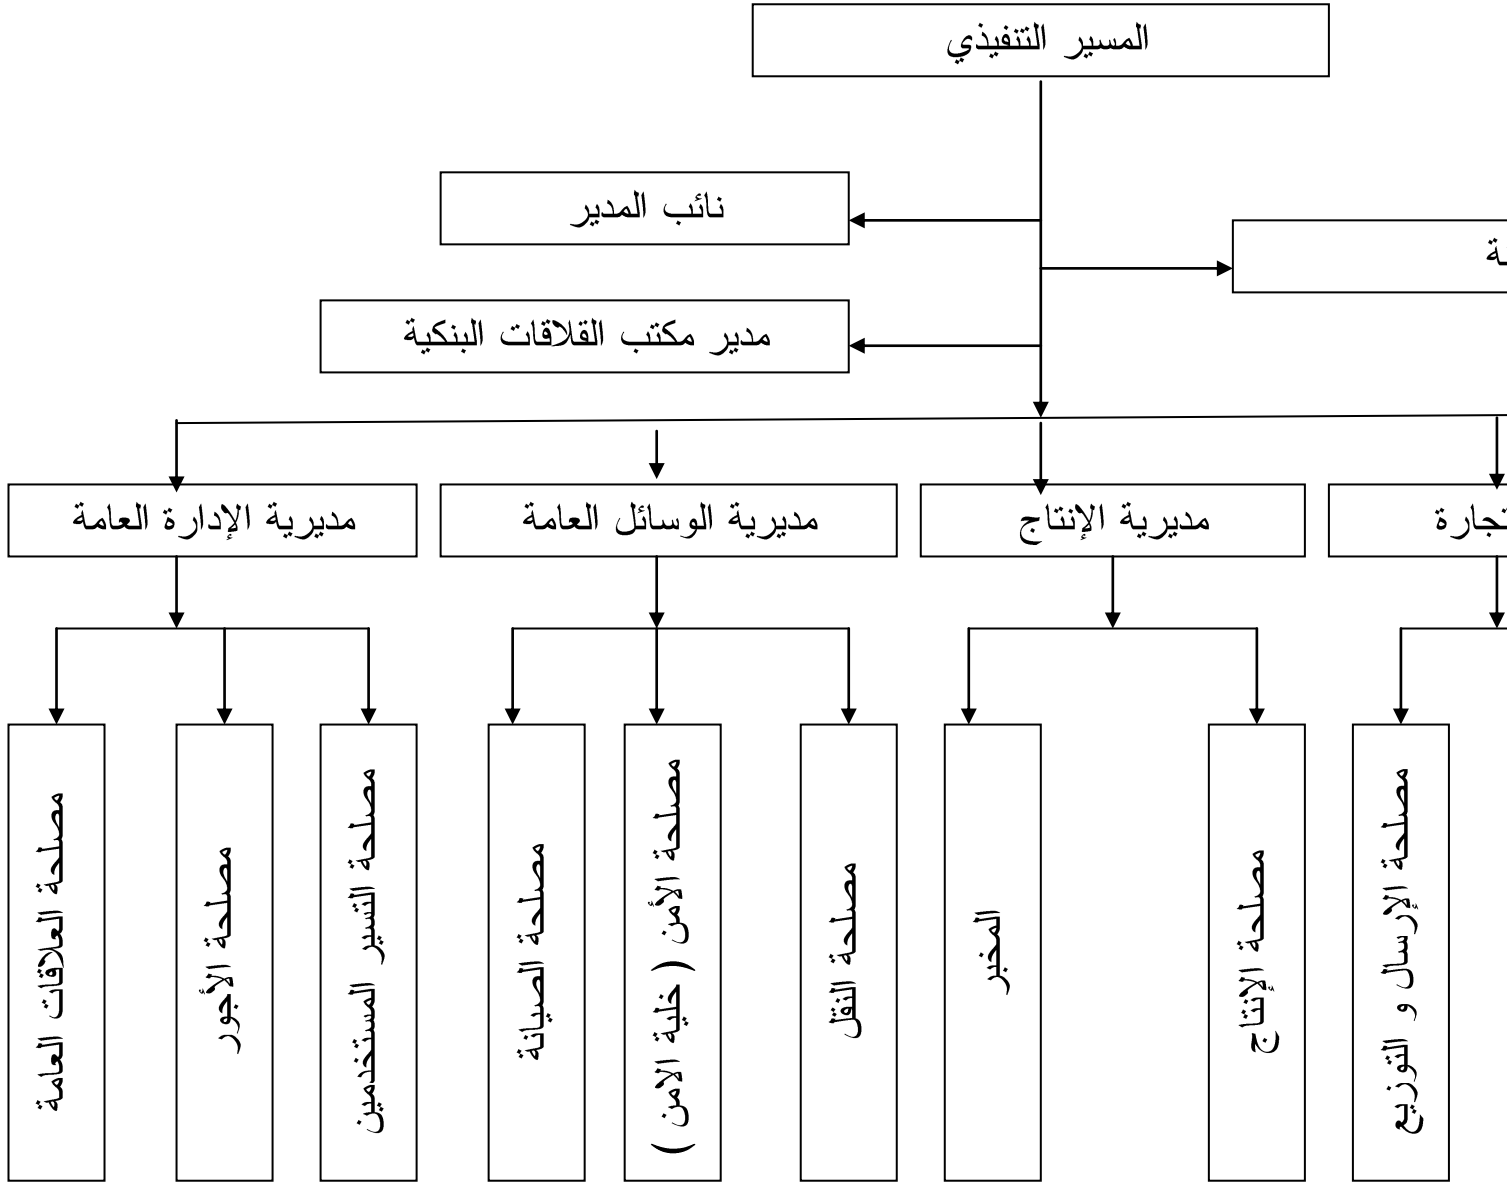 المسير التنفيذي
نائب المدير
ـة
مدير مكتب القلاقات البنكية
تجارة
مديرية الإنتاج
مديرية الوسائل العامة
مديرية الإدارة العامة
مصلحة الإرسال و التوزيع
مصلحة الإنتاج
المخبر
مصلحة النقل
مصلحة الأمن ( خلية الامن )
مصلحة الصيانة
مصلحة التسير المستخدمين
مصلحة الأجور
مصلحة العلاقات العامة